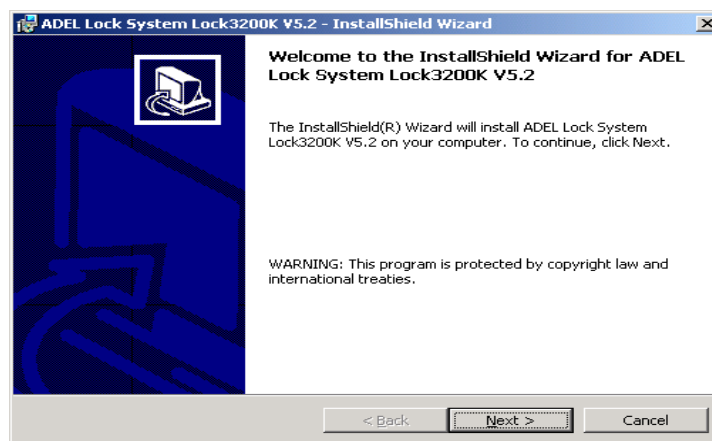 ADEL Lock System Lock3200K V5.2 - InstallShield Wizard
Welcome to the InstallShield Wizard for ADEL
Lock System Lock3200K V5.2
The InstallShield(R) Wizard will install ADEL Lock System
Lock3200K V5.2 on your computer. To continue, click Next.
WARNING: This program is protected by copyright law and
international treaties.
< Back
Next >
Cancel